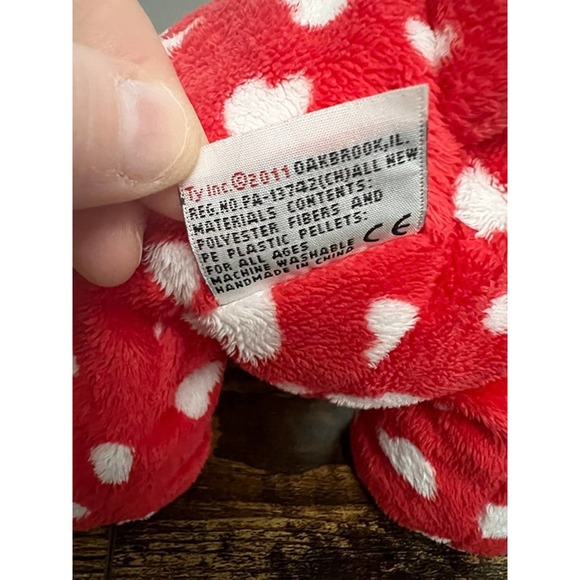 Ty Inc.©2011 OAKBROOK,IL.
REG.NO.PA-13742(CH)ALL NEW
MATERIALS CONTENTS:
POLYESTER FIBERS AND
PE PLASTIC PELLETS:
FOR ALL AGES
MACHINE WASHABLE CE
HANDMADE IN CHINA